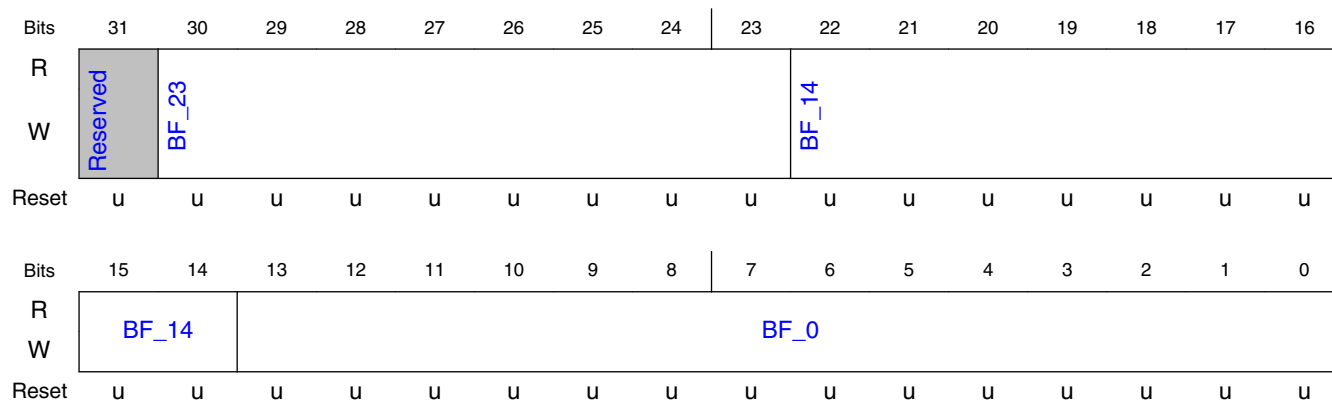 Bits 31 30 29 28 27 26 25 24 23 22 21 20 19 18 17 16
R
Reserved BF_23 BF_14
W
Reset u u u u u u u u u u u u u u u u
Bits 15 14 13 12 11 10 9 8 7 6 5 4 3 2 1 0
R
BF_14 BF_0
W
Reset u u u u u u u u u u u u u u u u